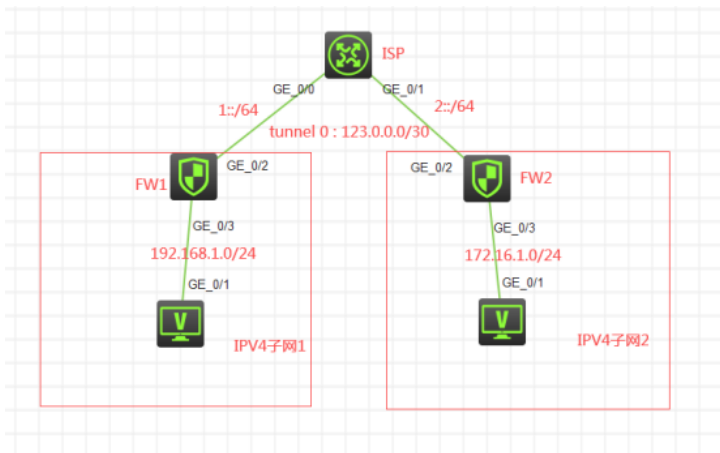 ISP
GE_0/0
GE_0/1
1::/64
2::/64
tunnel 0 : 123.0.0.0/30
GE_0/2
GE_0/2
FW1
FW2
GE_0/3
GE_0/3
192.168.1.0/24
172.16.1.0/24
GE_0/1
GE_0/1
V
V
IPV4子网1
IPV4子网2